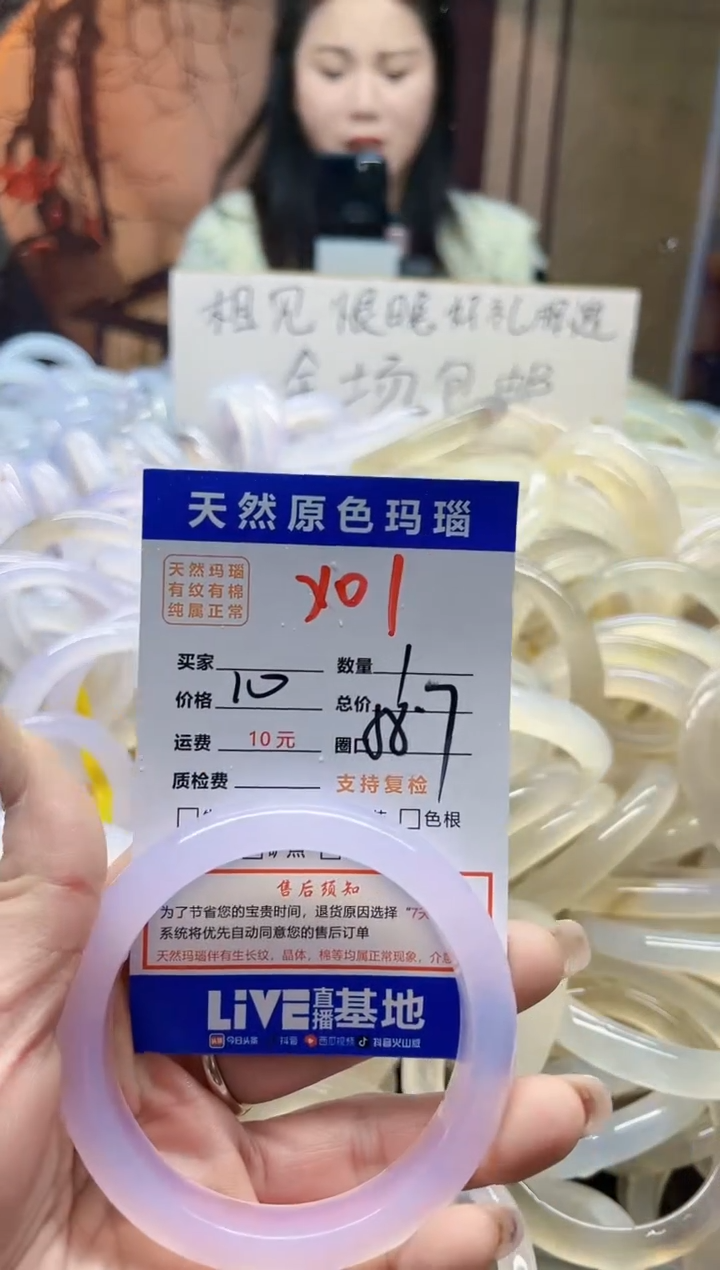 相见恨晚好礼相送
全场包邮
天然原色玛瑙
天然玛瑙
有纹有棉
纯属正常
X01
买家 数量 1
价格 10 总价
运费 10元 圈口 58.7
质检费 支持复检
色根
售后须知
为了节省您的宝贵时间，退货原因选择“7天
系统将优先自动同意您的售后订单
天然玛瑙伴有生长纹，晶体，棉等均属正常现象，介意
LiVE直播基地
今日头条 抖音 西瓜视频 抖音火山版